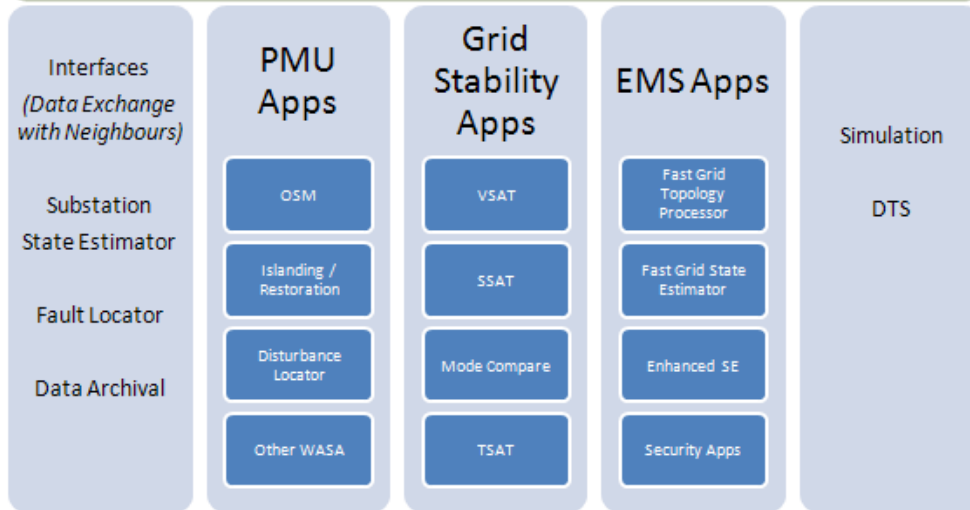 Interfaces
(Data Exchange
with Neighbours)
Substation
State Estimator
Fault Locator
Data Archival
PMU
Apps
OSM
Islanding /
Restoration
Disturbance
Locator
Other WASA
Grid
Stability
Apps
VSAT
SSAT
Mode Compare
TSAT
EMS Apps
Fast Grid
Topology
Processor
Fast Grid State
Estimator
Enhanced SE
Security Apps
Simulation
DTS